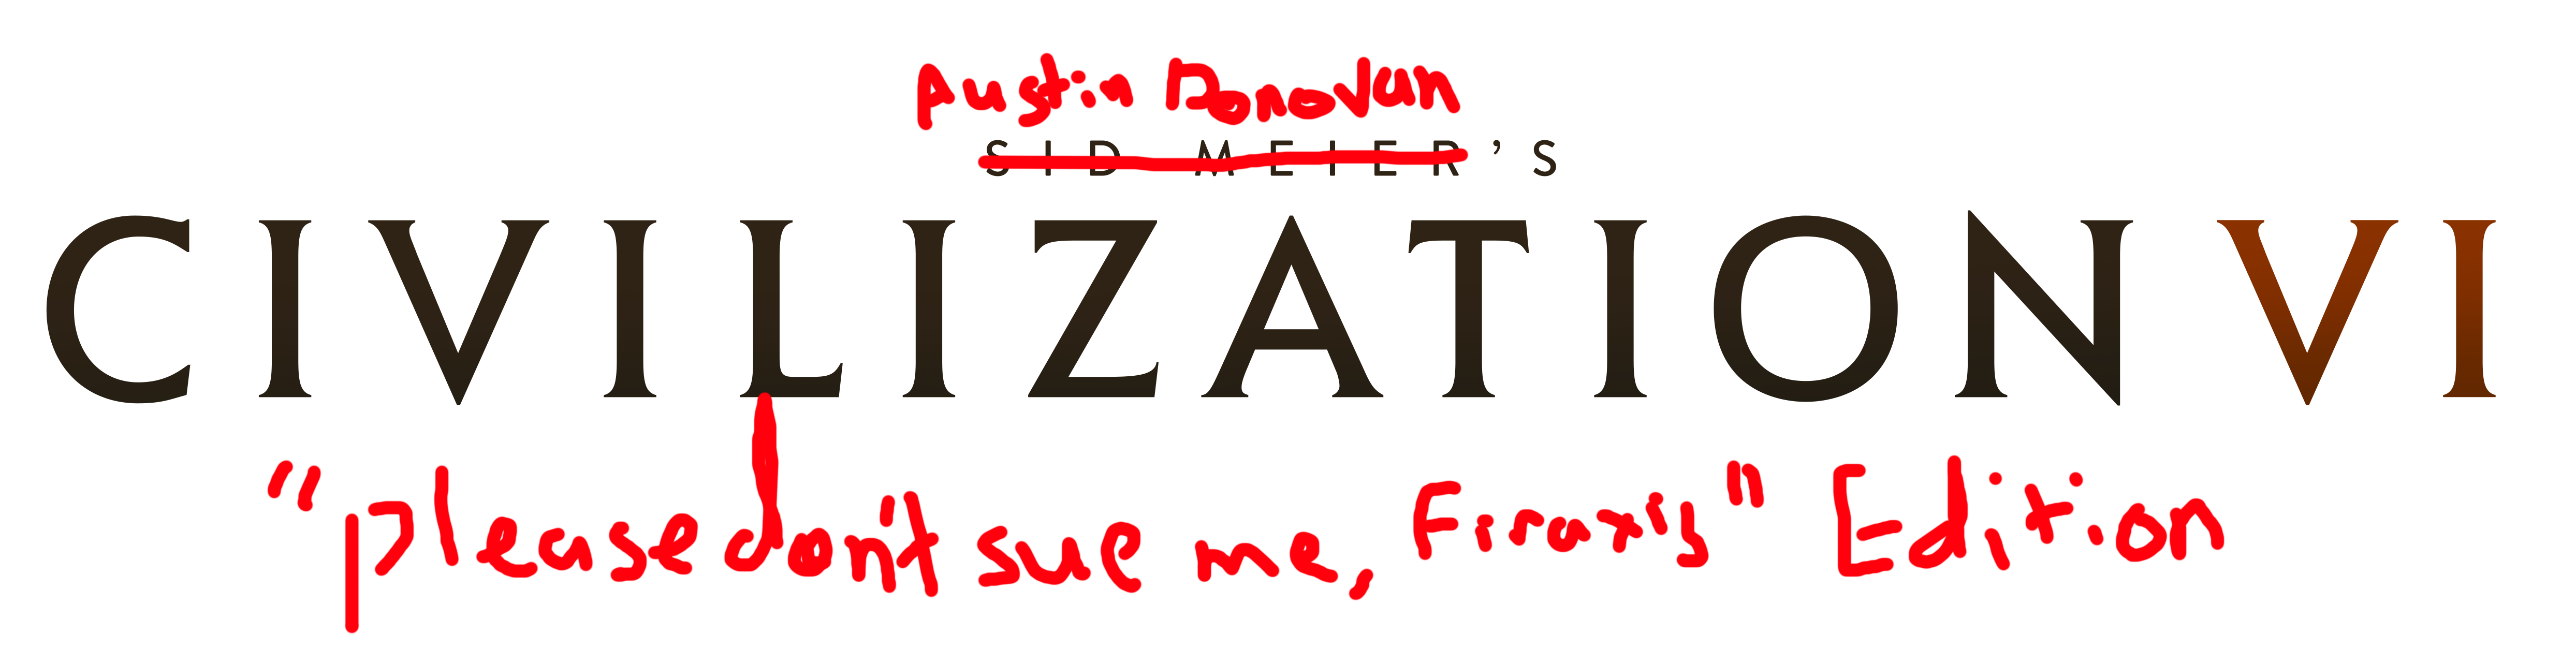 Austin Donovan
SID MEIER'S
CIVILIZATION VI
"please don't sue me, Firaxis" Edition